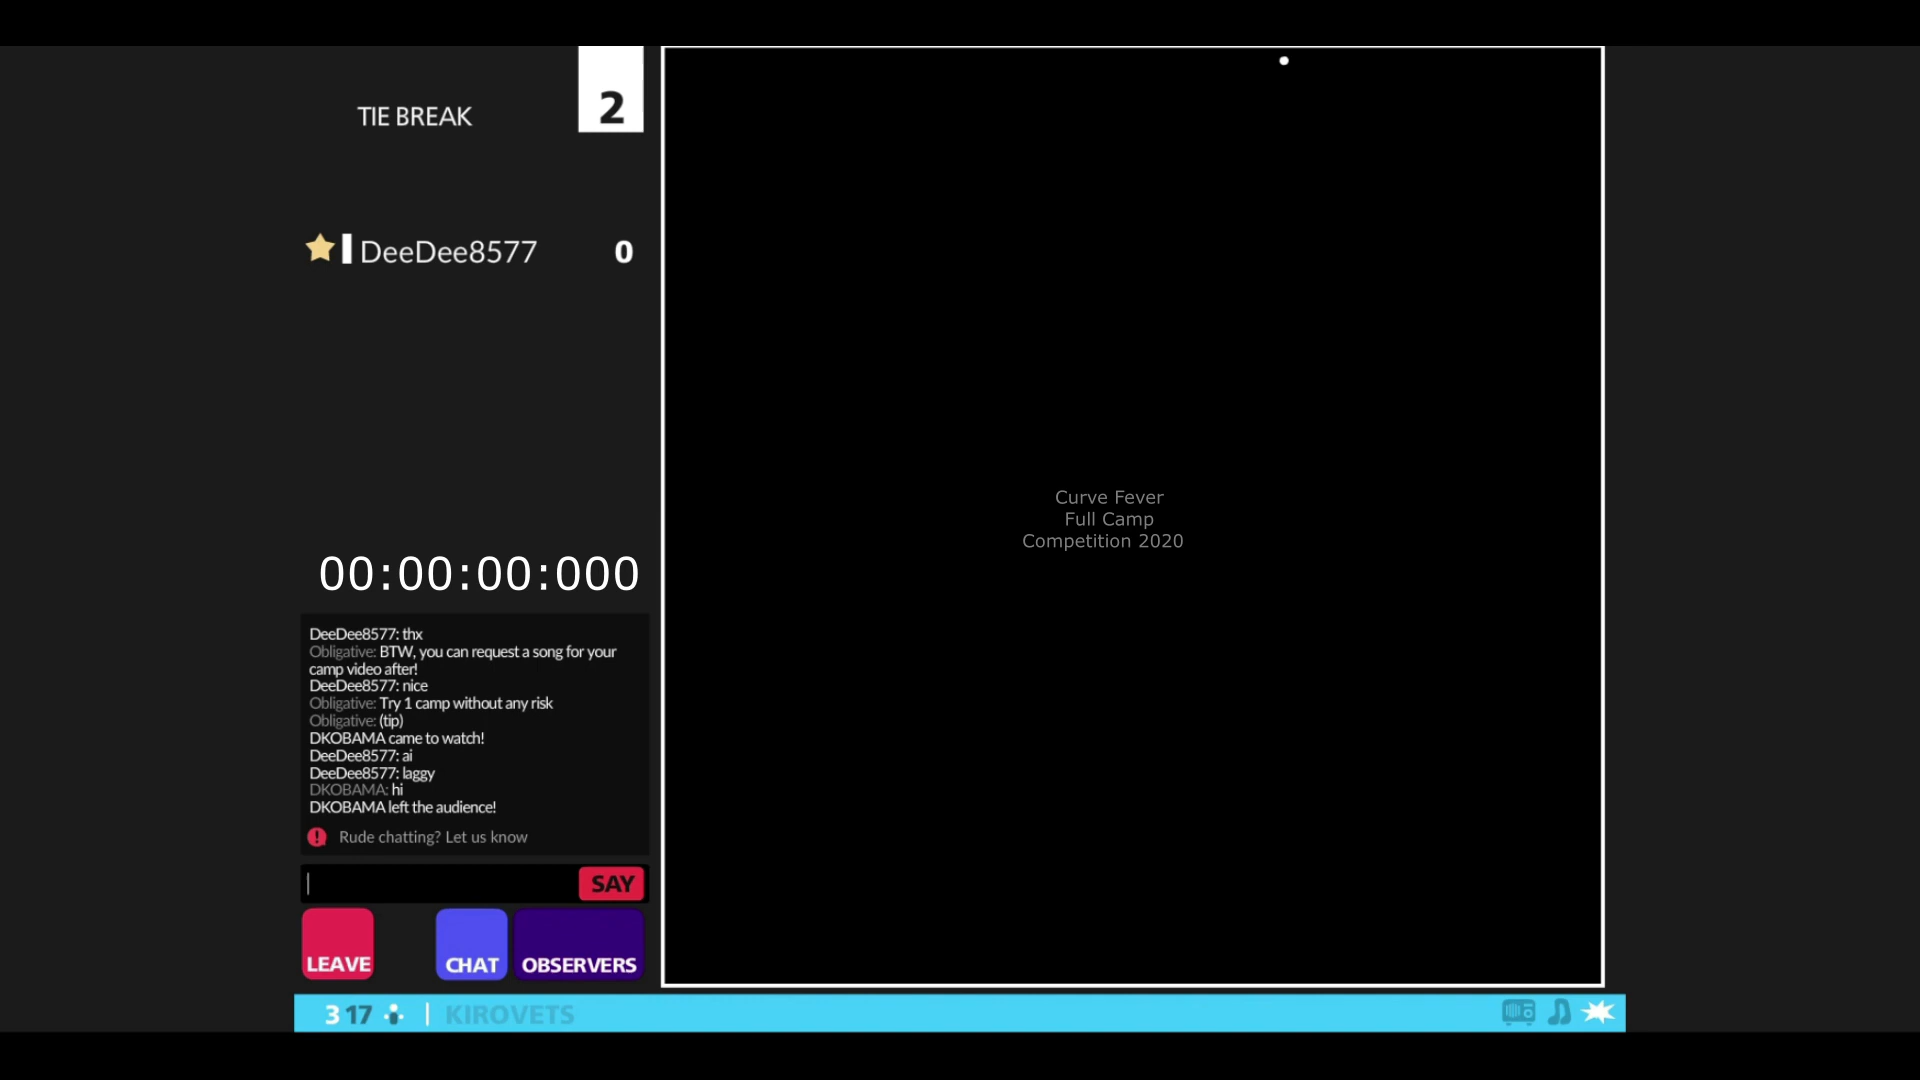 TIE BREAK
2
DeeDee8577 0
Curve Fever
Full Camp
Competition 2020
00:00:00:000
DeeDee8577: thx
Obligative: BTW, you can request a song for your
camp video after!
DeeDee8577: nice
Obligative: Try 1 camp without any risk
Obligative: (tip)
DKOBAMA came to watch!
DeeDee8577: ai
DeeDee8577: laggy
DKOBAMA: hi
DKOBAMA left the audience!
Rude chatting? Let us know
SAY
LEAVE
CHAT
OBSERVERS
3 17 KIROVETS